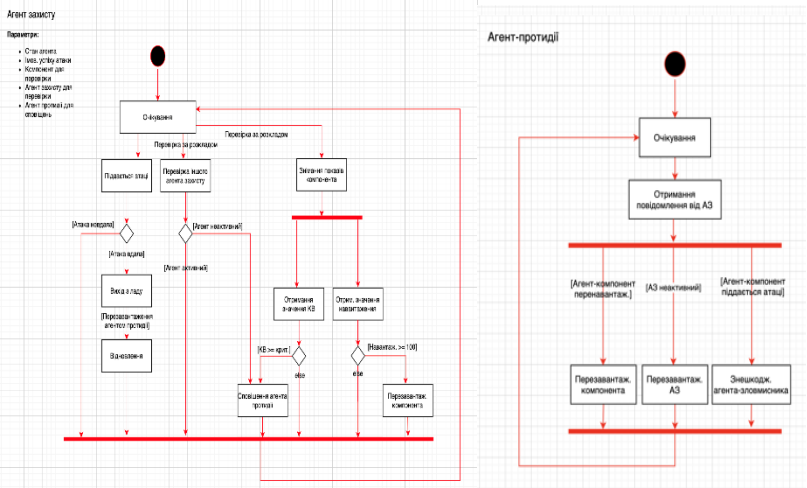 Агент захисту
Параметри:
Стан агента
Імов. успіху атаки
Компонент для
перевірки
Агент захисту для
перевірки
Агент протидії для
сповіщень
Очікування
Перевірка за розкладом
Перевірка за розкладом
Піддається атаці
Перевірка іншого
агента захисту
Знімання показів
компонента
[Атака невдала]
[Агент неактивний]
[Атака вдала]
[Агент активний]
Вихід з ладу
Отримання
значення КВ
Отрим. значення
навантаження
[Перезавантаження
агентом протидії]
Відновлення
[КВ >= крит.]
[Навантаж. >= 100]
else
else
Сповіщення агента
протидії
Перезавантаж.
компонента
Агент-протидії
Очікування
Отримання
повідомлення від АЗ
[Агент-компонент
перенавантаж.]
[АЗ неактивний]
[Агент-компонент
піддається атаці]
Перезавантаж.
компонента
Перезавантаж.
АЗ
Знешкодж.
агента-зловмисника